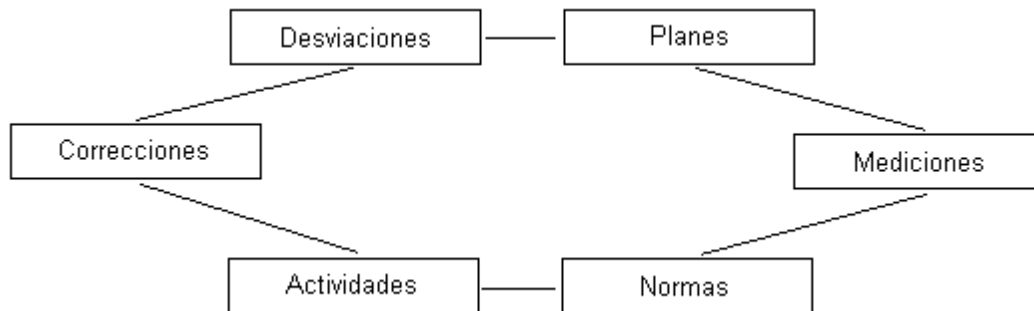 Desviaciones
Planes
Correcciones
Mediciones
Actividades
Normas